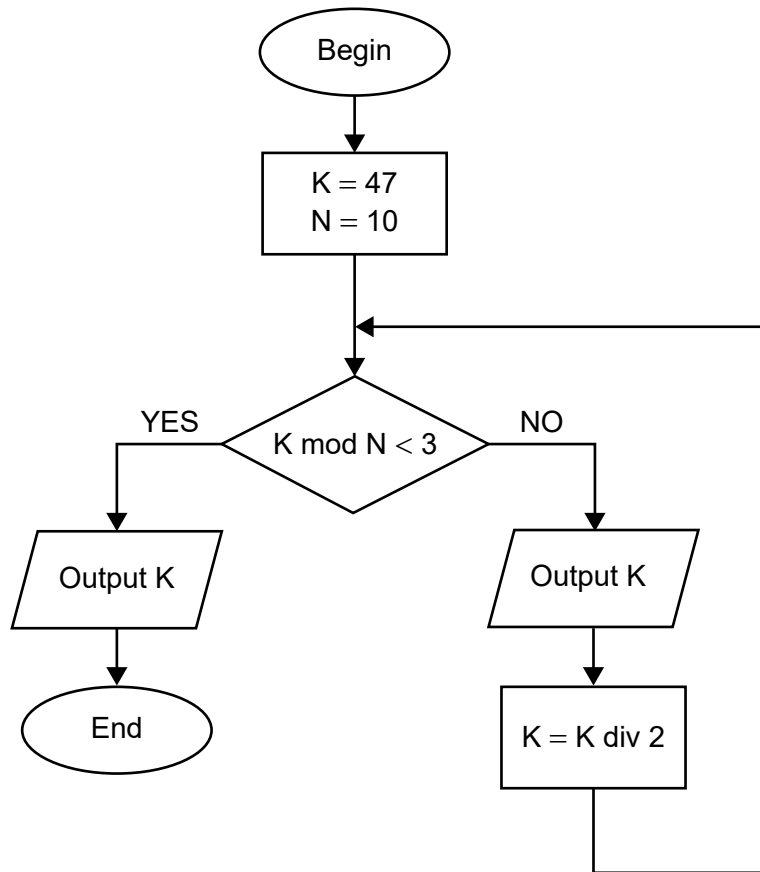 Begin
K = 47
N = 10
YES
K mod N < 3
NO
Output K
Output K
End
K = K div 2